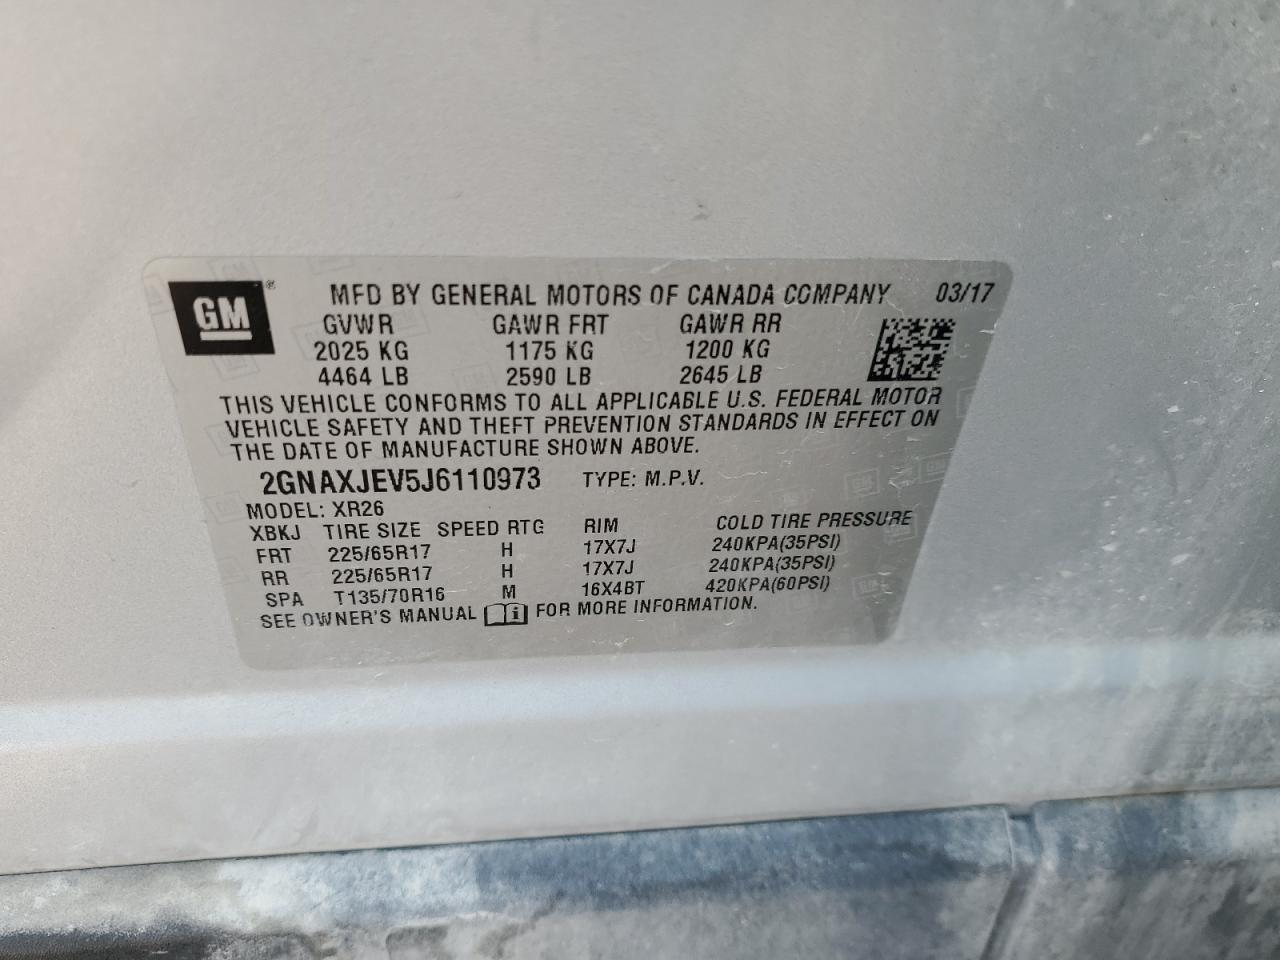 GM ®
MFD BY GENERAL MOTORS OF CANADA COMPANY 03/17
GVWR GAWR FRT GAWR RR
2025 KG 1175 KG 1200 KG
4464 LB 2590 LB 2645 LB
THIS VEHICLE CONFORMS TO ALL APPLICABLE U.S. FEDERAL MOTOR
VEHICLE SAFETY AND THEFT PREVENTION STANDARDS IN EFFECT ON
THE DATE OF MANUFACTURE SHOWN ABOVE.
2GNAXJEV5J6110973 TYPE: M.P.V.
MODEL: XR26
XBKJ TIRE SIZE SPEED RTG RIM COLD TIRE PRESSURE
FRT 225/65R17 H 17X7J 240KPA(35PSI)
RR 225/65R17 H 17X7J 240KPA(35PSI)
SPA T135/70R16 M 16X4BT 420KPA(60PSI)
SEE OWNER'S MANUAL i FOR MORE INFORMATION.